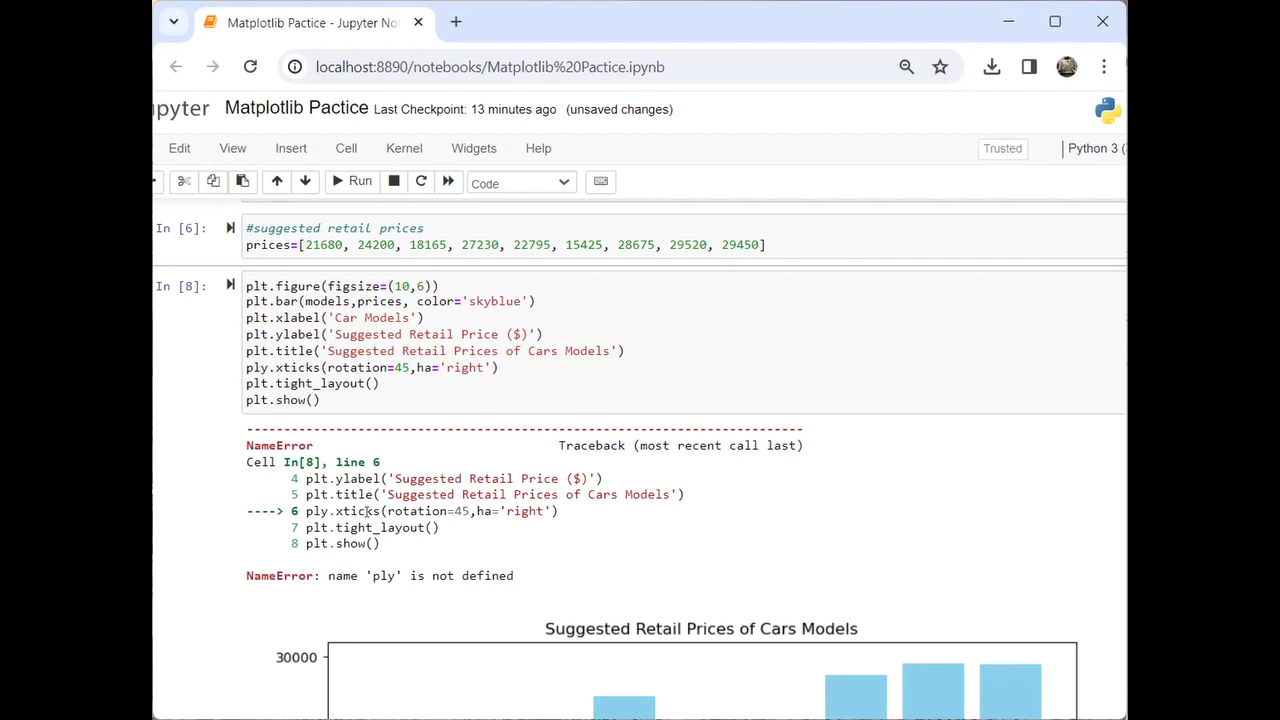 Matplotlib Pactice - Jupyter No
localhost:8890/notebooks/Matplotlib%20Pactice.ipynb
upyter Matplotlib Pactice Last Checkpoint: 13 minutes ago (unsaved changes)
Edit View Insert Cell Kernel Widgets Help Trusted Python 3 (
Run Code
In [6]: #suggested retail prices
prices=[21680, 24200, 18165, 27230, 22795, 15425, 28675, 29520, 29450]
In [8]: plt.figure(figsize=(10,6))
plt.bar(models,prices, color='skyblue')
plt.xlabel('Car Models')
plt.ylabel('Suggested Retail Price ($)')
plt.title('Suggested Retail Prices of Cars Models')
ply.xticks(rotation=45,ha='right')
plt.tight_layout()
plt.show()
---------------------------------------------------------------------------
NameError Traceback (most recent call last)
Cell In[8], line 6
4 plt.ylabel('Suggested Retail Price ($)')
5 plt.title('Suggested Retail Prices of Cars Models')
----> 6 ply.xticks(rotation=45,ha='right')
7 plt.tight_layout()
8 plt.show()
NameError: name 'ply' is not defined
Suggested Retail Prices of Cars Models
30000